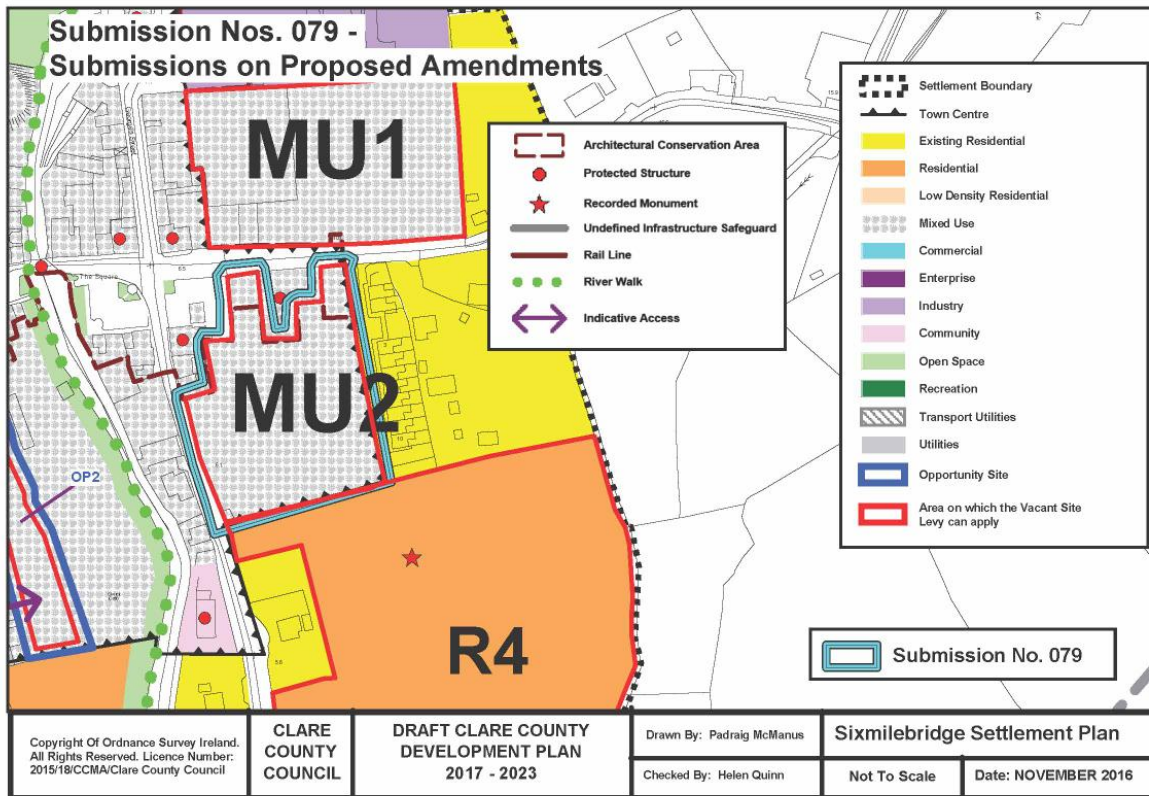 Submission Nos. 079 -
Submissions on Proposed Amendments
MU1
MU2
R4
OP2
The Square
Architectural Conservation Area
Protected Structure
Recorded Monument
Undefined Infrastructure Safeguard
Rail Line
River Walk
Indicative Access
Settlement Boundary
Town Centre
Existing Residential
Residential
Low Density Residential
Mixed Use
Commercial
Enterprise
Industry
Community
Open Space
Recreation
Transport Utilities
Utilities
Opportunity Site
Area on which the Vacant Site
Levy can apply
Submission No. 079
Copyright Of Ordnance Survey Ireland.
All Rights Reserved. Licence Number:
2015/18/CCMA/Clare County Council
CLARE
COUNTY
COUNCIL
DRAFT CLARE COUNTY
DEVELOPMENT PLAN
2017 - 2023
Drawn By: Padraig McManus
Checked By: Helen Quinn
Sixmilebridge Settlement Plan
Not To Scale
Date: NOVEMBER 2016